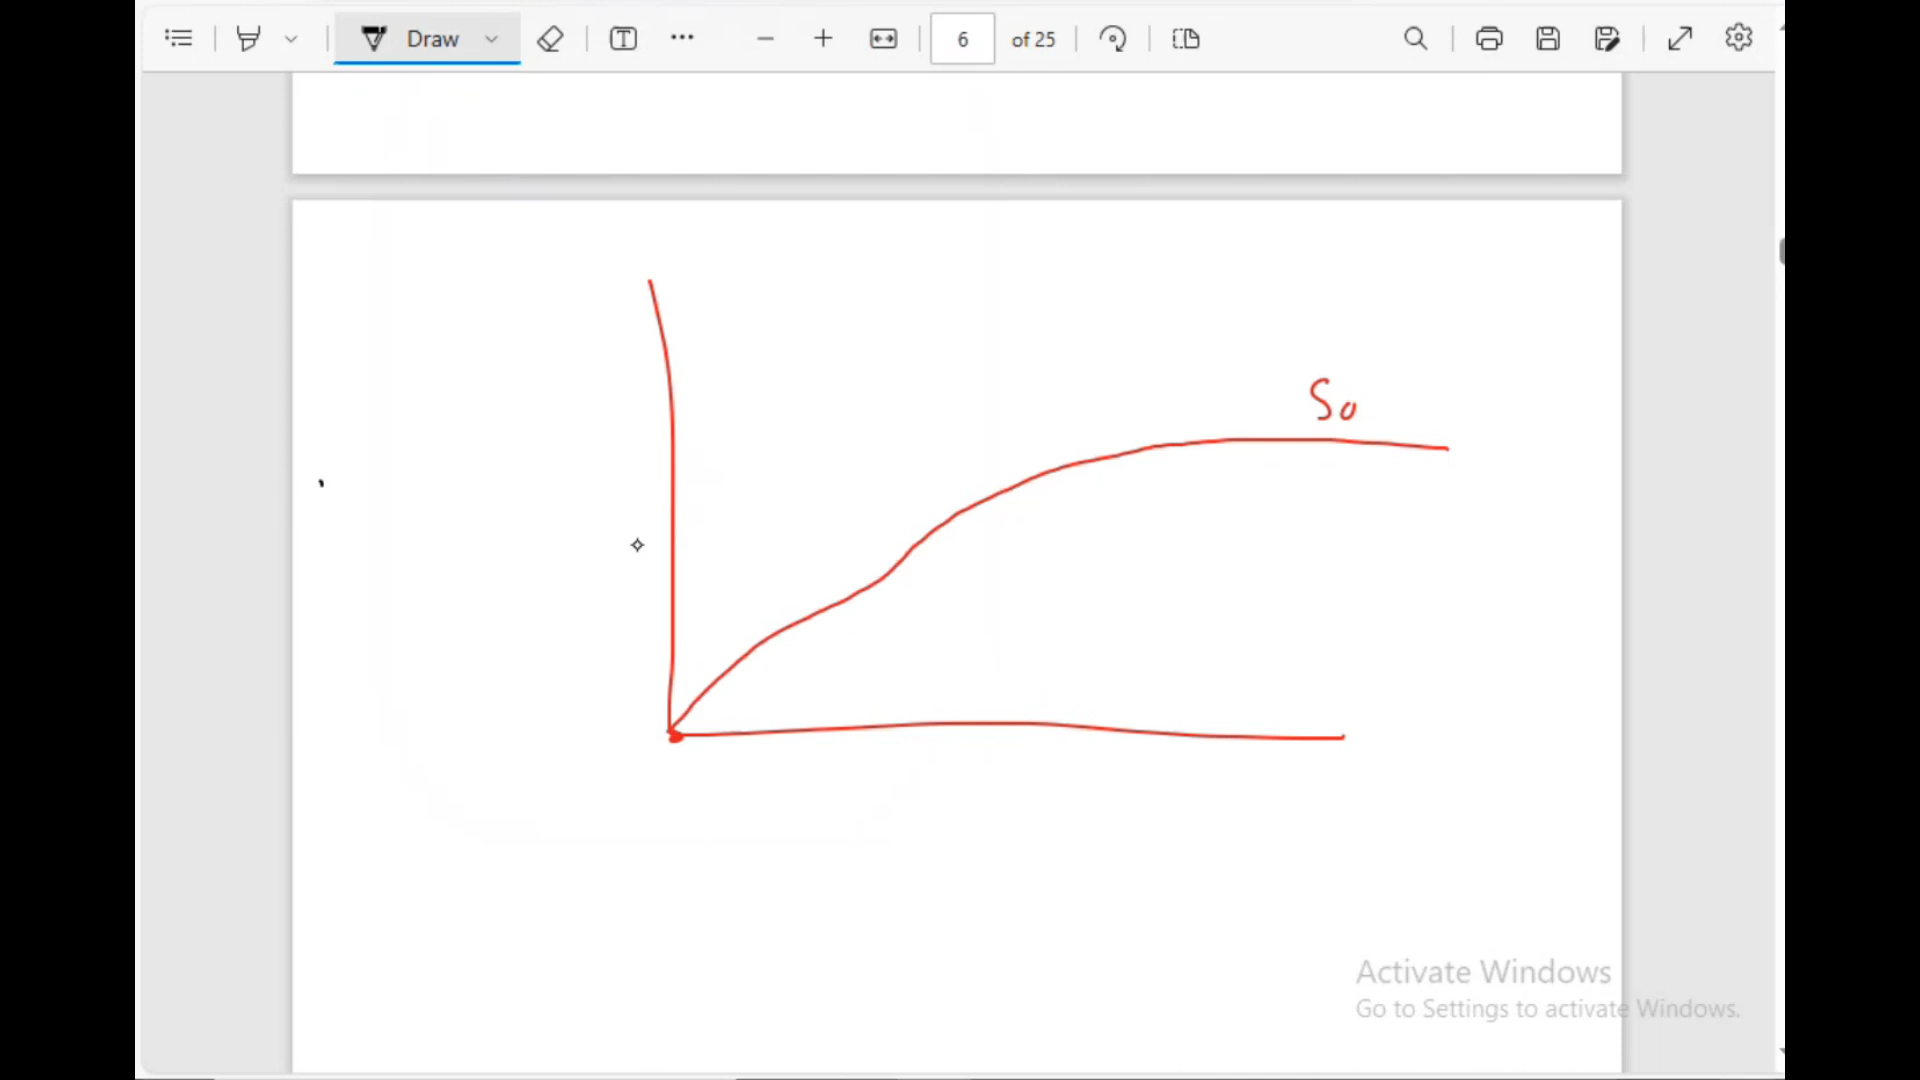 Draw
6 of 25
So
Activate Windows
Go to Settings to activate Windows.